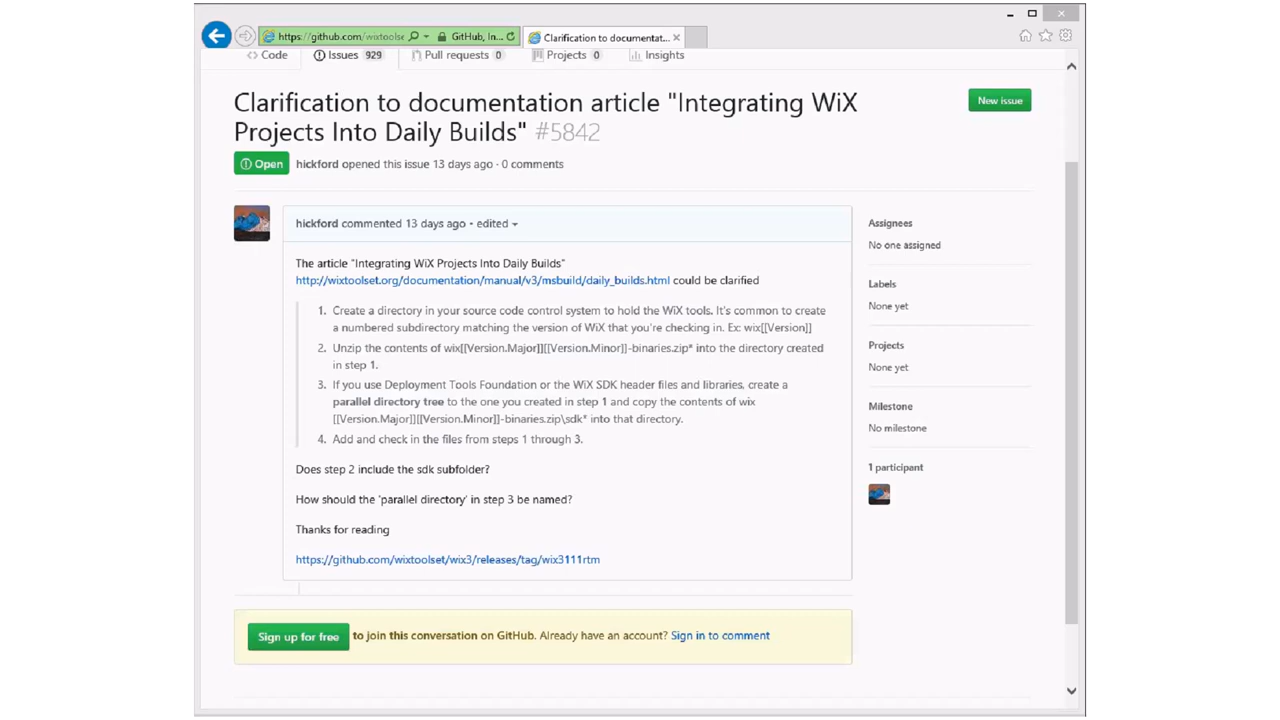 https://github.com/wixtoolse
GitHub, In...
Clarification to documentat...
Code
Issues 929
Pull requests 0
Projects 0
Insights
Clarification to documentation article "Integrating WiX
Projects Into Daily Builds" #5842
New issue
Open
hickford opened this issue 13 days ago · 0 comments
hickford commented 13 days ago • edited
The article "Integrating WiX Projects Into Daily Builds"
http://wixtoolset.org/documentation/manual/v3/msbuild/daily_builds.html could be clarified
1. Create a directory in your source code control system to hold the WiX tools. It's common to create
a numbered subdirectory matching the version of WiX that you're checking in. Ex: wix[[Version]]
2. Unzip the contents of wix[[Version.Major]][[Version.Minor]]-binaries.zip* into the directory created
in step 1.
3. If you use Deployment Tools Foundation or the WiX SDK header files and libraries, create a
parallel directory tree to the one you created in step 1 and copy the contents of wix
[[Version.Major]][[Version.Minor]]-binaries.zip\sdk* into that directory.
4. Add and check in the files from steps 1 through 3.
Does step 2 include the sdk subfolder?
How should the 'parallel directory' in step 3 be named?
Thanks for reading
https://github.com/wixtoolset/wix3/releases/tag/wix3111rtm
Assignees
No one assigned
Labels
None yet
Projects
None yet
Milestone
No milestone
1 participant
Sign up for free to join this conversation on GitHub. Already have an account? Sign in to comment